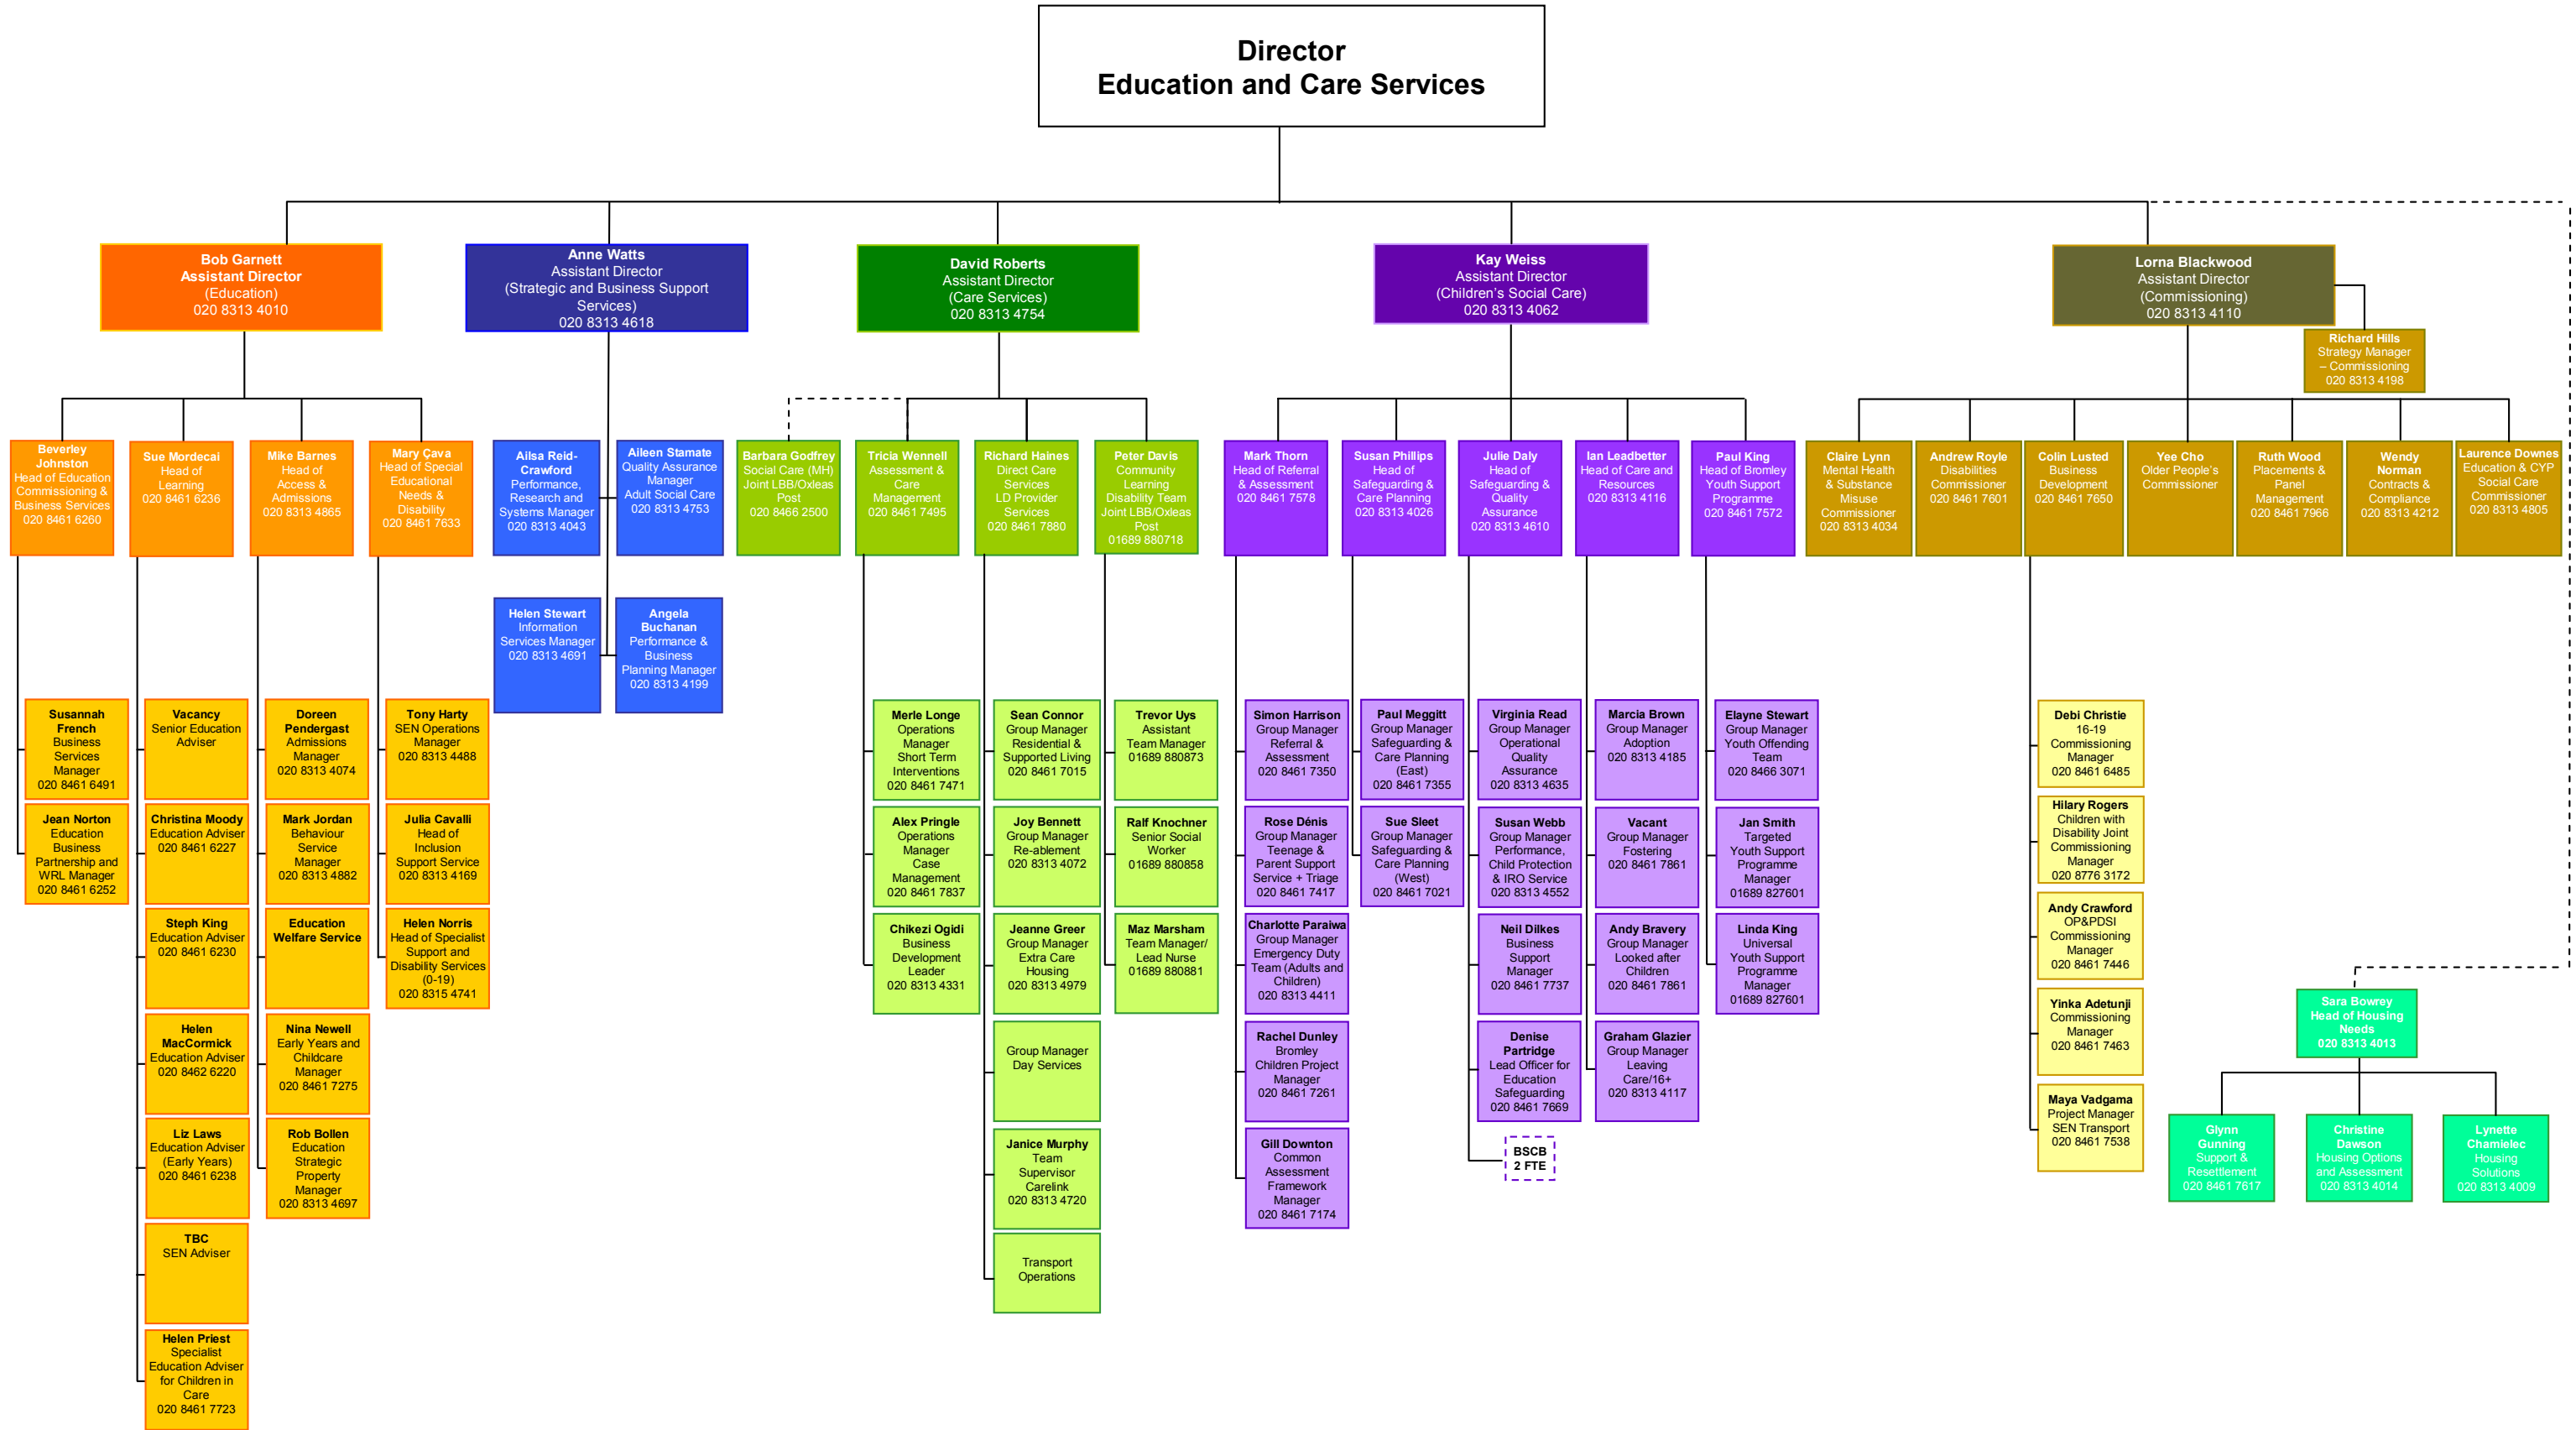 Director
Education and Care Services
Bob Garnett
Assistant Director
(Education)
020 8313 4010
Anne Watts
Assistant Director
(Strategic and Business Support
Services)
020 8313 4618
David Roberts
Assistant Director
(Care Services)
020 8313 4754
Kay Weiss
Assistant Director
(Children's Social Care)
020 8313 4062
Lorna Blackwood
Assistant Director
(Commissioning)
020 8313 4110
Richard Hills
Strategy Manager
– Commissioning
020 8313 4198
Beverley
Johnston
Head of Education
Commissioning &
Business Services
020 8461 6260
Sue Mordecai
Head of
Learning
020 8461 6236
Mike Barnes
Head of
Access &
Admissions
020 8313 4865
Mary Çava
Head of Special
Educational
Needs &
Disability
020 8461 7633
Ailsa Reid-
Crawford
Performance,
Research and
Systems Manager
020 8313 4043
Aileen Stamate
Quality Assurance
Manager
Adult Social Care
020 8313 4753
Barbara Godfrey
Social Care (MH)
Joint LBB/Oxleas
Post
020 8466 2500
Tricia Wennell
Assessment &
Care
Management
020 8461 7495
Richard Haines
Direct Care
Services
LD Provider
Services
020 8461 7880
Peter Davis
Community
Learning
Disability Team
Joint LBB/Oxleas
Post
01689 880718
Mark Thorn
Head of Referral
& Assessment
020 8461 7578
Susan Phillips
Head of
Safeguarding &
Care Planning
020 8313 4026
Julie Daly
Head of
Safeguarding &
Quality
Assurance
020 8313 4610
Ian Leadbetter
Head of Care and
Resources
020 8313 4116
Paul King
Head of Bromley
Youth Support
Programme
020 8461 7572
Claire Lynn
Mental Health
& Substance
Misuse
Commissioner
020 8313 4034
Andrew Royle
Disabilities
Commissioner
020 8461 7601
Colin Lusted
Business
Development
020 8461 7650
Yee Cho
Older People's
Commissioner
Ruth Wood
Placements &
Panel
Management
020 8461 7966
Wendy
Norman
Contracts &
Compliance
020 8313 4212
Laurence Downes
Education & CYP
Social Care
Commissioner
020 8313 4805
Helen Stewart
Information
Services Manager
020 8313 4691
Angela
Buchanan
Performance &
Business
Planning Manager
020 8313 4199
Susannah
French
Business
Services
Manager
020 8461 6491
Jean Norton
Education
Business
Partnership and
WRL Manager
020 8461 6252
Vacancy
Senior Education
Adviser
Christina Moody
Education Adviser
020 8461 6227
Steph King
Education Adviser
020 8461 6230
Helen
MacCormick
Education Adviser
020 8462 6220
Liz Laws
Education Adviser
(Early Years)
020 8461 6238
TBC
SEN Adviser
Helen Priest
Specialist
Education Adviser
for Children in
Care
020 8461 7723
Doreen
Pendergast
Admissions
Manager
020 8313 4074
Mark Jordan
Behaviour
Service
Manager
020 8313 4882
Education
Welfare Service
Nina Newell
Early Years and
Childcare
Manager
020 8461 7275
Rob Bollen
Education
Strategic
Property
Manager
020 8313 4697
Tony Harty
SEN Operations
Manager
020 8313 4488
Julia Cavalli
Head of
Inclusion
Support Service
020 8313 4169
Helen Norris
Head of Specialist
Support and
Disability Services
(0-19)
020 8315 4741
Merle Longe
Operations
Manager
Short Term
Interventions
020 8461 7471
Alex Pringle
Operations
Manager
Case
Management
020 8461 7837
Chikezi Ogidi
Business
Development
Leader
020 8313 4331
Sean Connor
Group Manager
Residential &
Supported Living
020 8461 7015
Joy Bennett
Group Manager
Re-ablement
020 8313 4072
Jeanne Greer
Group Manager
Extra Care
Housing
020 8313 4979
Group Manager
Day Services
Janice Murphy
Team
Supervisor
Carelink
020 8313 4720
Transport
Operations
Trevor Uys
Assistant
Team Manager
01689 880873
Ralf Knochner
Senior Social
Worker
01689 880858
Maz Marsham
Team Manager/
Lead Nurse
01689 880881
Simon Harrison
Group Manager
Referral &
Assessment
020 8461 7350
Rose Dénis
Group Manager
Teenage &
Parent Support
Service + Triage
020 8461 7417
Charlotte Paraiwa
Group Manager
Emergency Duty
Team (Adults and
Children)
020 8313 4411
Rachel Dunley
Bromley
Children Project
Manager
020 8461 7261
Gill Downton
Common
Assessment
Framework
Manager
020 8461 7174
Paul Meggitt
Group Manager
Safeguarding &
Care Planning
(East)
020 8461 7355
Sue Sleet
Group Manager
Safeguarding &
Care Planning
(West)
020 8461 7021
Virginia Read
Group Manager
Operational
Quality
Assurance
020 8313 4635
Susan Webb
Group Manager
Performance,
Child Protection
& IRO Service
020 8313 4552
Neil Dilkes
Business
Support
Manager
020 8461 7737
Denise
Partridge
Lead Officer for
Education
Safeguarding
020 8461 7669
BSCB
2 FTE
Marcia Brown
Group Manager
Adoption
020 8313 4185
Vacant
Group Manager
Fostering
020 8461 7861
Andy Bravery
Group Manager
Looked after
Children
020 8461 7861
Graham Glazier
Group Manager
Leaving
Care/16+
020 8313 4117
Elayne Stewart
Group Manager
Youth Offending
Team
020 8466 3071
Jan Smith
Targeted
Youth Support
Programme
Manager
01689 827601
Linda King
Universal
Youth Support
Programme
Manager
01689 827601
Debi Christie
16-19
Commissioning
Manager
020 8461 6485
Hilary Rogers
Children with
Disability Joint
Commissioning
Manager
020 8776 3172
Andy Crawford
OP&PDSI
Commissioning
Manager
020 8461 7446
Yinka Adetunji
Commissioning
Manager
020 8461 7463
Maya Vadgama
Project Manager
SEN Transport
020 8461 7538
Sara Bowrey
Head of Housing
Needs
020 8313 4013
Glynn
Gunning
Support &
Resettlement
020 8461 7617
Christine
Dawson
Housing Options
and Assessment
020 8313 4014
Lynette
Chamielec
Housing
Solutions
020 8313 4009